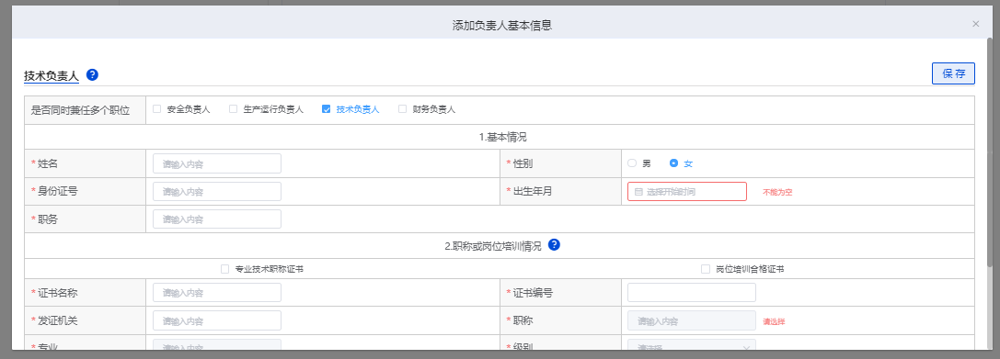 添加负责人基本信息 ×
技术负责人 ? 保 存
是否同时兼任多个职位 安全负责人 生产运行负责人 技术负责人 财务负责人
1.基本情况
* 姓名 请输入内容 * 性别 男 女
* 身份证号 请输入内容 * 出生年月 选择开始时间 不能为空
* 职务 请输入内容
2.职称或岗位培训情况 ?
专业技术职称证书 岗位培训合格证书
* 证书名称 请输入内容 * 证书编号
* 发证机关 请输入内容 * 职称 请输入内容 请选择
* 专业 请输入内容 * 级别 请选择